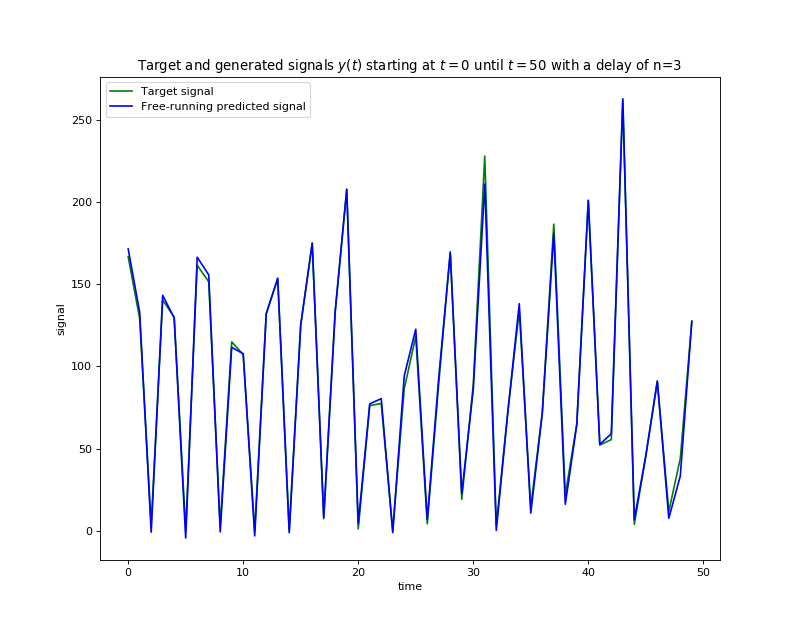 Target and generated signals y(t) starting at t = 0 until t = 50 with a delay of n=3
Target signal
Free-running predicted signal
250
200
150
100
50
0
signal
0 10 20 30 40 50
time